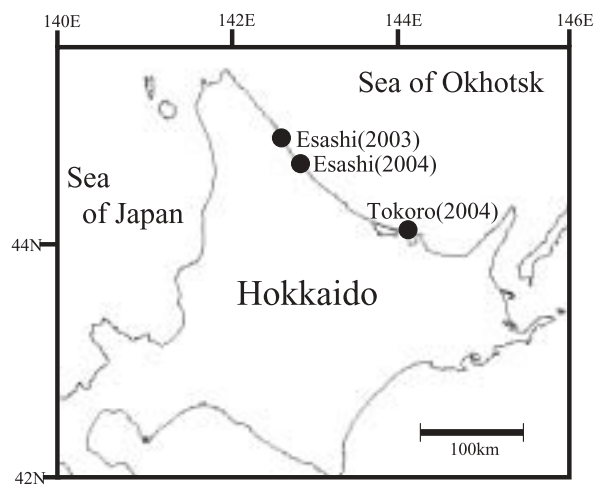 140E
142E
144E
146E
Sea of Okhotsk
Esashi(2003)
Esashi(2004)
Sea
of Japan
Tokoro(2004)
44N
Hokkaido
100km
42N